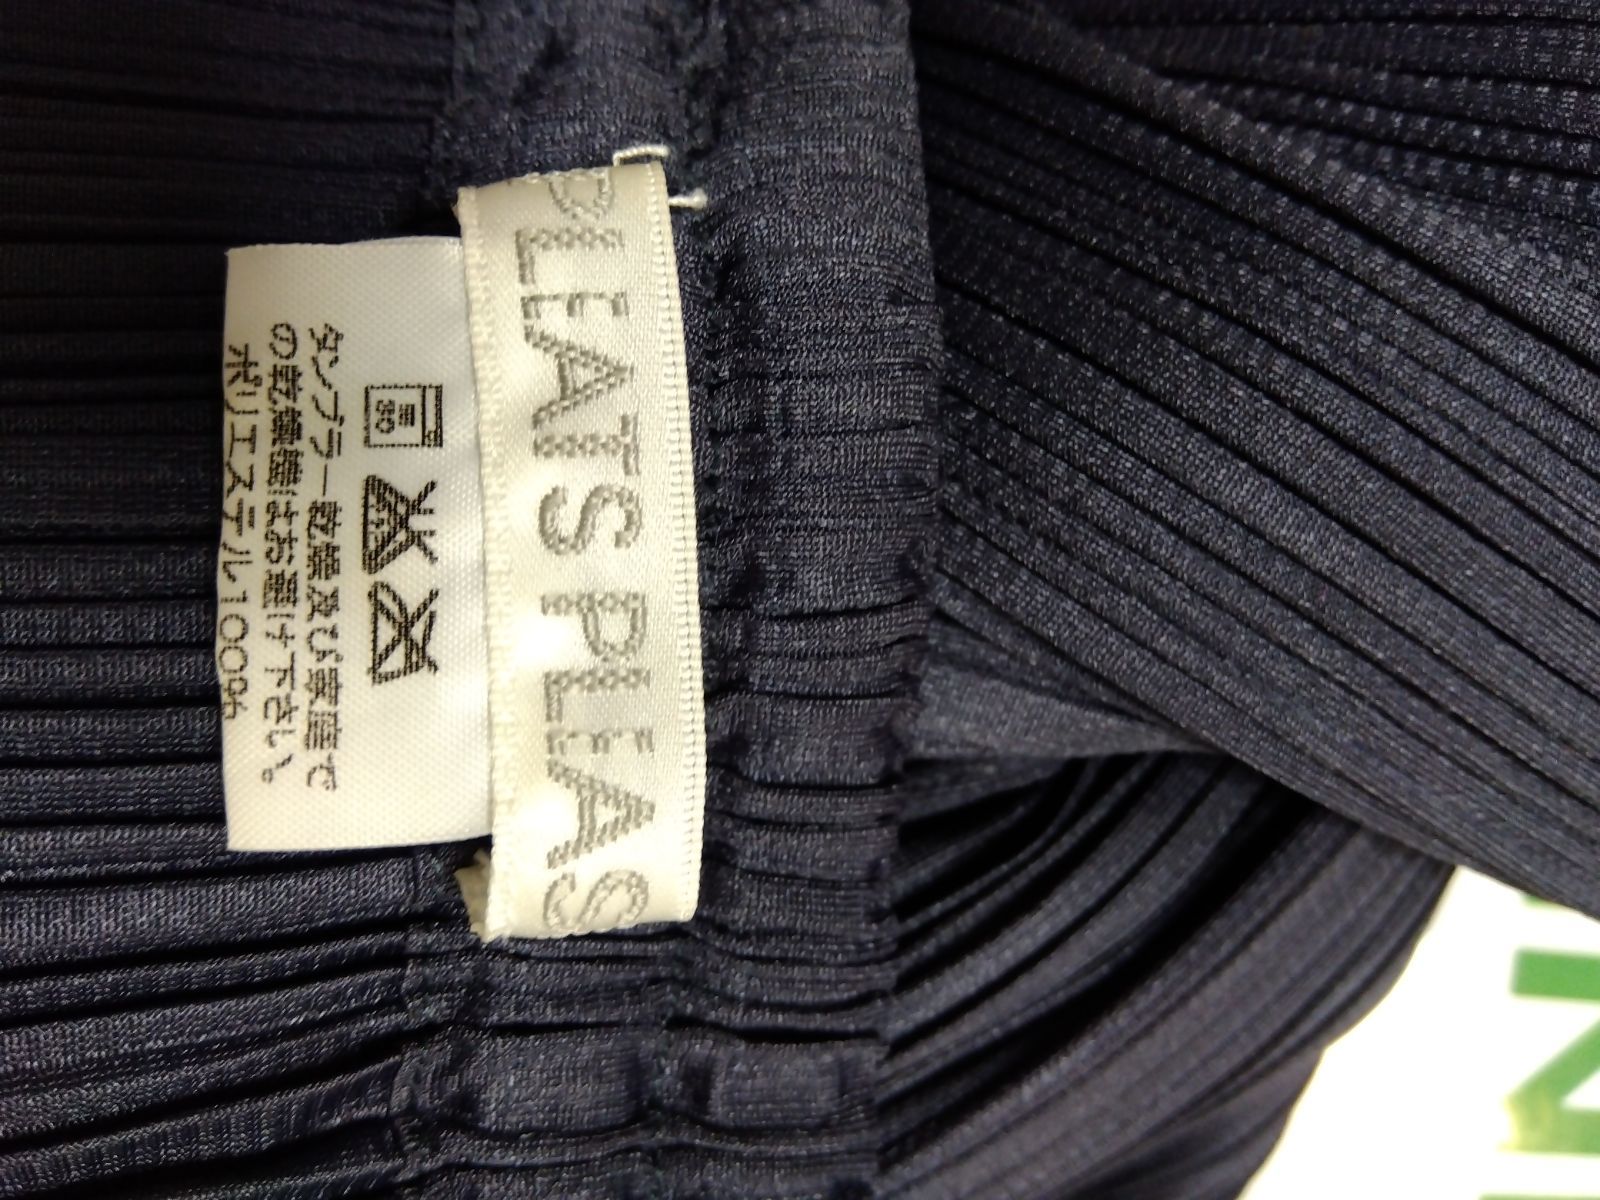 PLEATS PLEAS
タンブラー乾燥及び家庭で
の乾燥機はお避け下さい。
ポリエステル100%